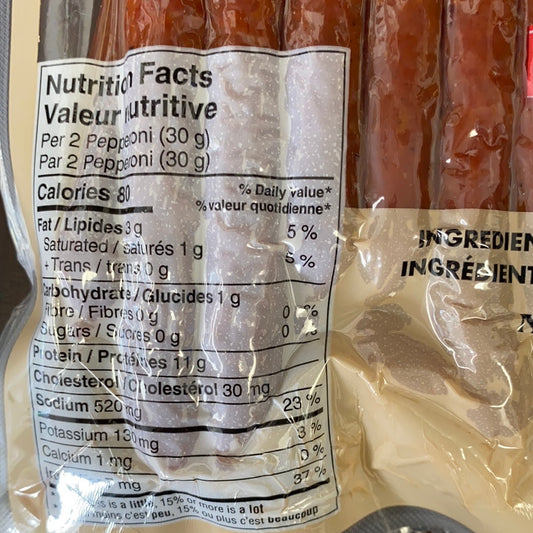 Nutrition Facts
Valeur nutritive
Per 2 Pepperoni (30 g)
Par 2 Pepperoni (30 g)
Calories 80
% Daily value*
% valeur quotidienne*
Fat / Lipides 3 g 5 %
Saturated / saturés 1 g
+ Trans / trans 0 g 5 %
Carbohydrate / Glucides 1 g
Fibre / Fibres 0 g 0 %
Sugars / Sucres 0 g 0 %
Protein / Protéines 11 g
Cholesterol / Cholestérol 30 mg
Sodium 520 mg 23 %
Potassium 130 mg 3 %
Calcium 1 mg 0 %
mg 37 %
is a little, 15% or more is a lot
c'est peu, 15% ou plus c'est beaucoup
INGREDIEN
INGRÉDIENT